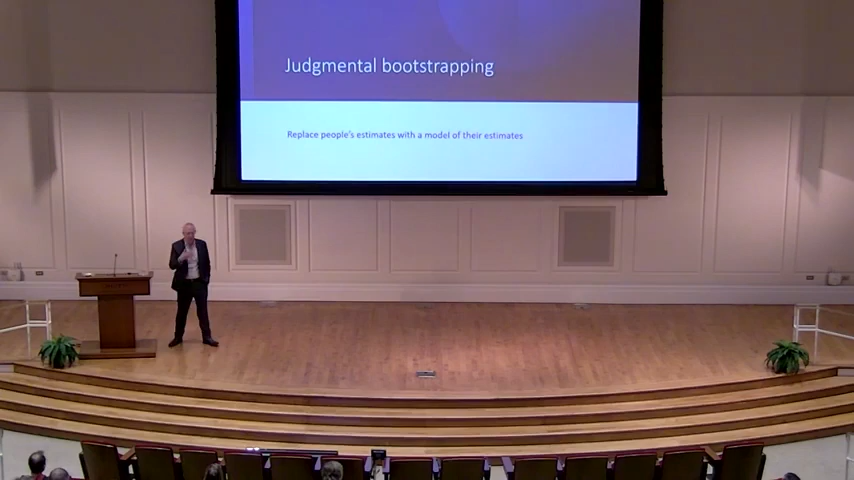 Judgmental bootstrapping
Replace people's estimates with a model of their estimates